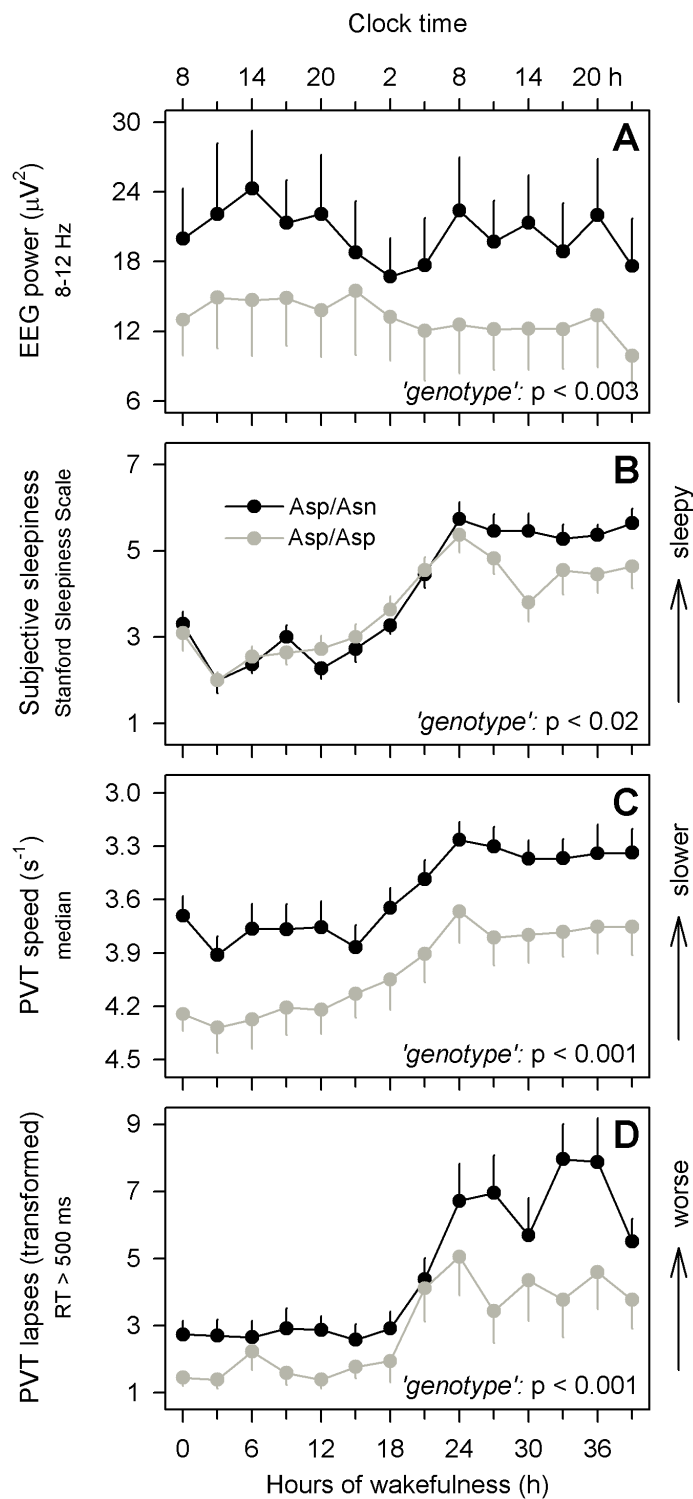 Clock time
8 14 20 2 8 14 20 h
A
30
24
18
12
6
EEG power (μV²)
8-12 Hz
'genotype': p < 0.003
B
7
5
3
1
Subjective sleepiness
Stanford Sleepiness Scale
Asp/Asn
Asp/Asp
sleepy
'genotype': p < 0.02
C
3.0
3.3
3.6
3.9
4.2
4.5
PVT speed (s⁻¹)
median
slower
'genotype': p < 0.001
D
9
7
5
3
1
PVT lapses (transformed)
RT > 500 ms
worse
'genotype': p < 0.001
0 6 12 18 24 30 36
Hours of wakefulness (h)